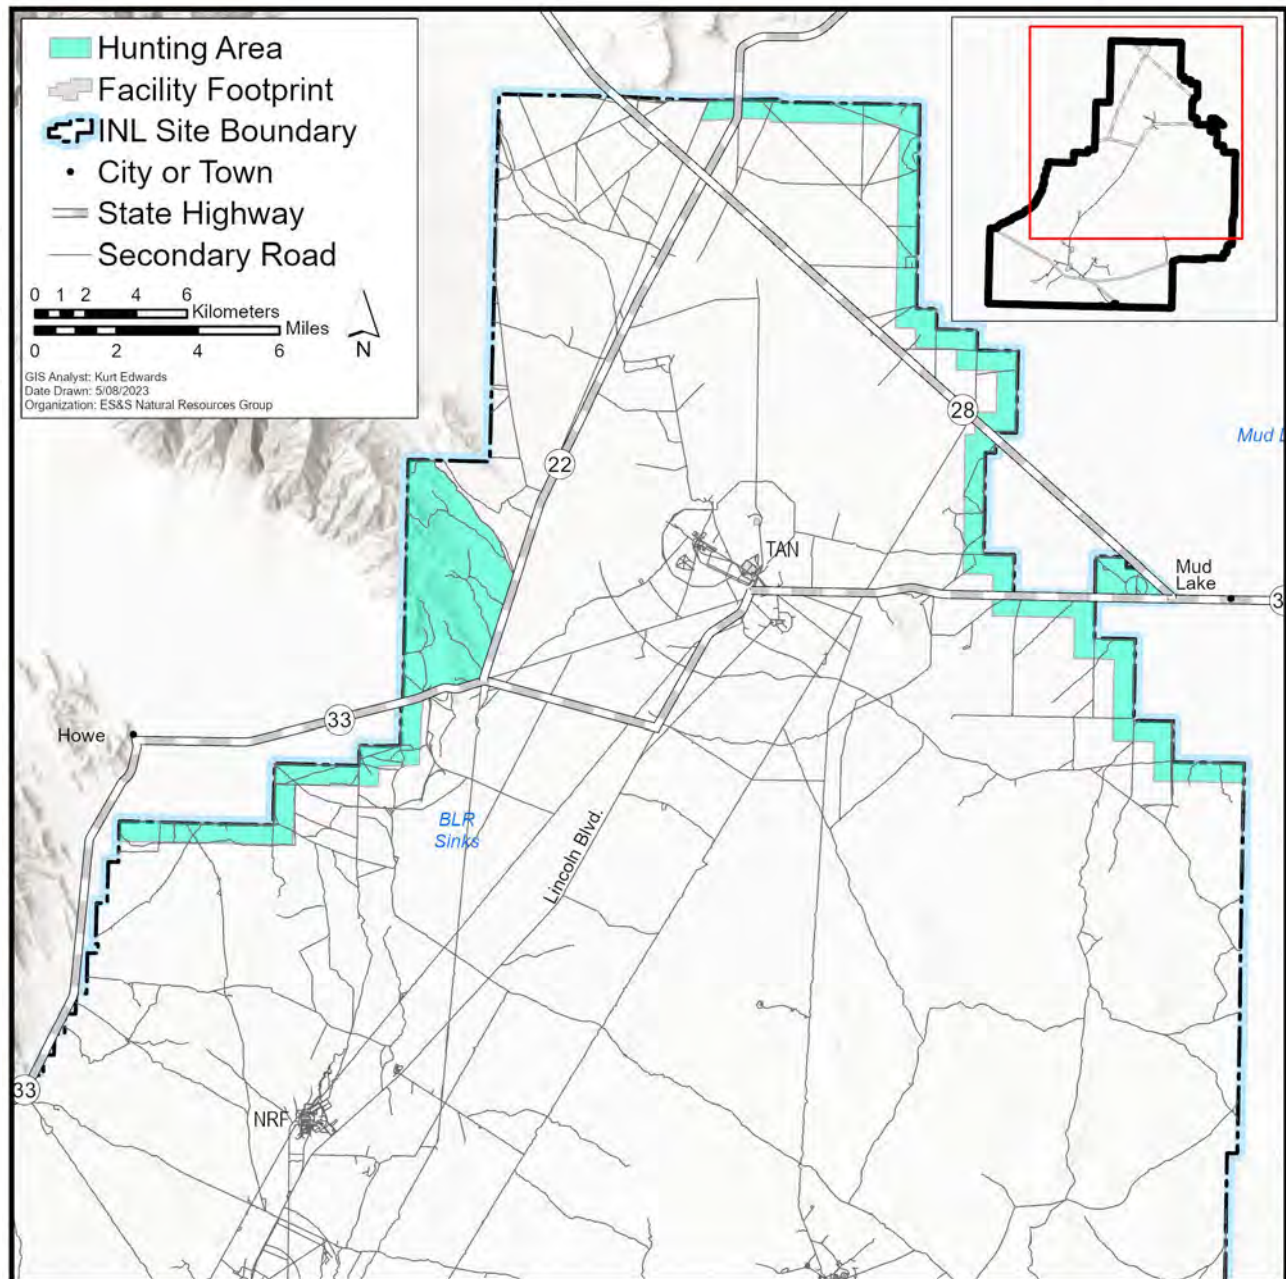 Hunting Area
Facility Footprint
INL Site Boundary
City or Town
State Highway
Secondary Road
0 1 2 4 6
Kilometers
Miles
0 2 4 6
N
GIS Analyst: Kurt Edwards
Date Drawn: 5/08/2023
Organization: ES&S Natural Resources Group
28
Mud
22
TAN
Mud
Lake
3
33
Howe
BLR
Sinks
Lincoln Blvd.
33
NRF